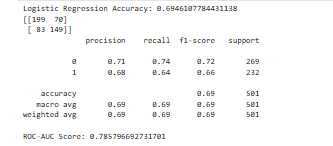 Logistic Regression Accuracy: 0.6946107784431138
[[199  70]
 [ 83 149]]
              precision    recall  f1-score   support
           0       0.71      0.74      0.72       269
           1       0.68      0.64      0.66       232
    accuracy                           0.69       501
   macro avg       0.69      0.69      0.69       501
weighted avg       0.69      0.69      0.69       501
ROC-AUC Score: 0.785796692731701